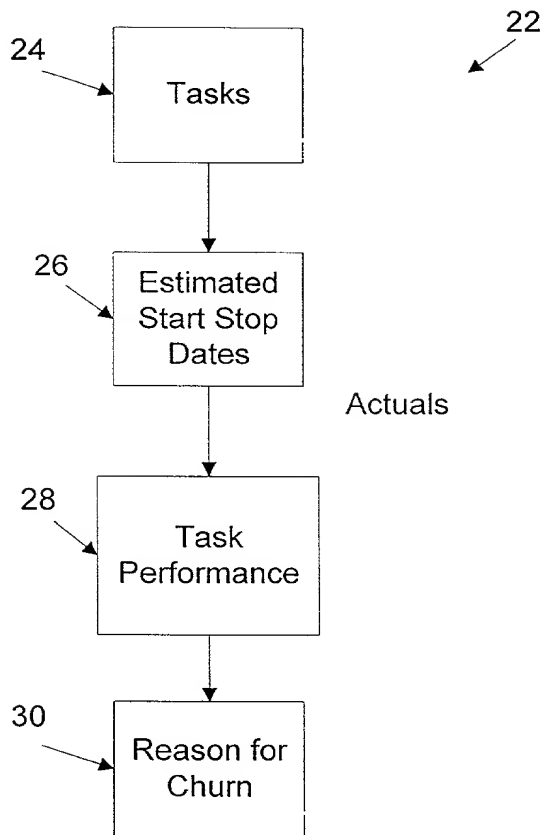 22
24
Tasks
26
Estimated
Start Stop
Dates
Actuals
28
Task
Performance
30
Reason for
Churn